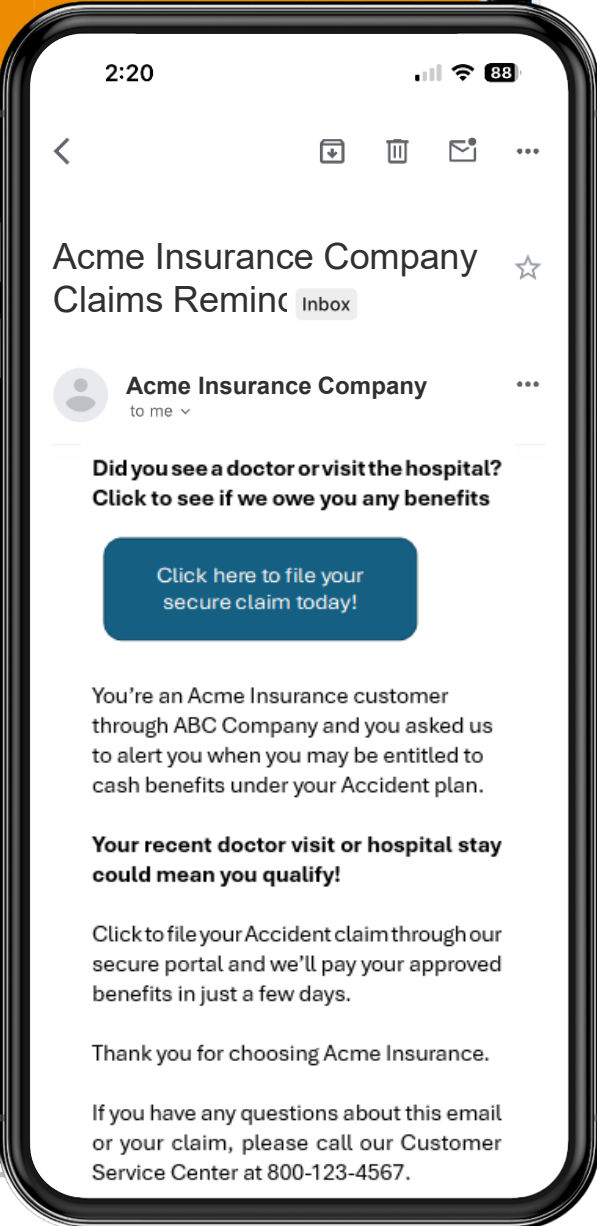 2:20
88
Acme Insurance Company
Claims Remin
Inbox
Acme Insurance Company
to me
Did you see a doctor or visit the hospital?
Click to see if we owe you any benefits
Click here to file your
secure claim today!
You’re an Acme Insurance customer
through ABC Company and you asked us
to alert you when you may be entitled to
cash benefits under your Accident plan.
Your recent doctor visit or hospital stay
could mean you qualify!
Click to file your Accident claim through our
secure portal and we’ll pay your approved
benefits in just a few days.
Thank you for choosing Acme Insurance.
If you have any questions about this email
or your claim, please call our Customer
Service Center at 800-123-4567.